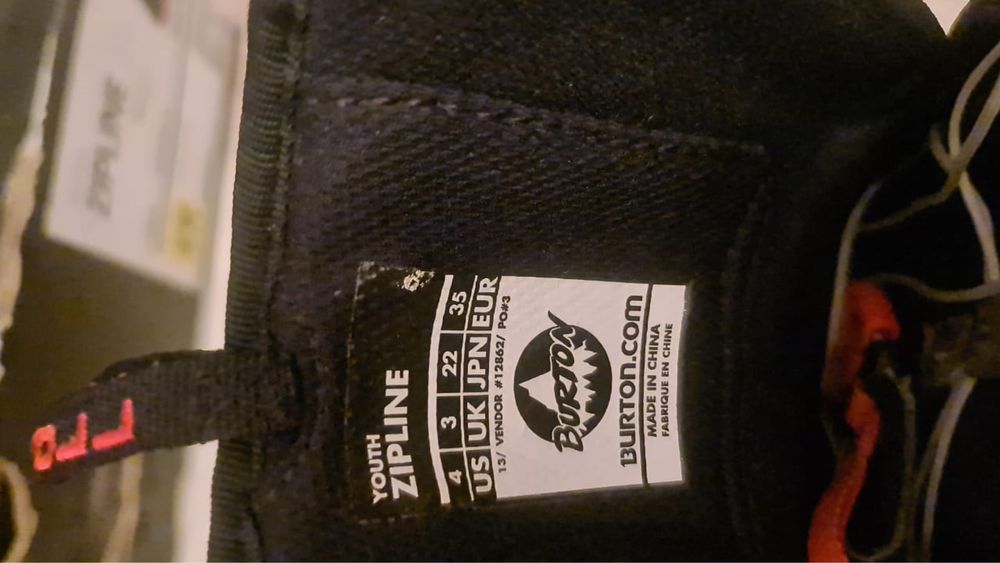 ZIPLINE
YOUTH
ZIPLINE
4 3 22 35
US UK JPN EUR
13/ VENDOR #12862/ PO#3
BURTON
BURTON.COM
MADE IN CHINA
FABRIQUE EN CHINE